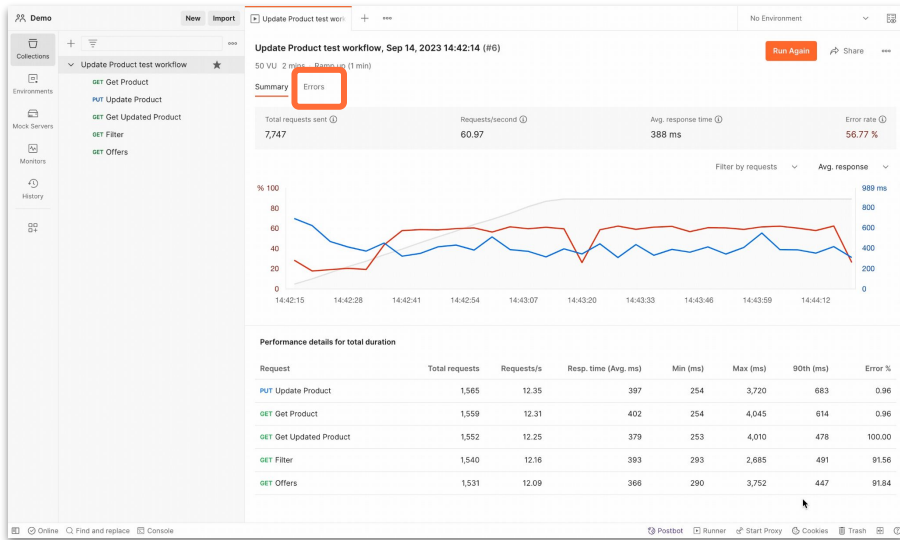 Demo
New Import
Update Product test work
No Environment
Collections
Environments
Mock Servers
Monitors
History
Update Product test workflow
GET Get Product
PUT Update Product
GET Get Updated Product
GET Filter
GET Offers
Update Product test workflow, Sep 14, 2023 14:42:14 (#6)
Run Again
Share
50 VU 2 mins Ramp up (1 min)
Summary Errors
Total requests sent Requests/second Avg. response time Error rate
7,747 60.97 388 ms 56.77 %
Filter by requests Avg. response
% 100 989 ms
80 800
60 600
40 400
20 200
0 0
14:42:15 14:42:28 14:42:41 14:42:54 14:43:07 14:43:20 14:43:33 14:43:46 14:43:59 14:44:12
Performance details for total duration
Request Total requests Requests/s Resp. time (Avg. ms) Min (ms) Max (ms) 90th (ms) Error %
PUT Update Product 1,565 12.35 397 254 3,720 683 0.96
GET Get Product 1,559 12.31 402 254 4,045 614 0.96
GET Get Updated Product 1,552 12.25 379 253 4,010 478 100.00
GET Filter 1,540 12.16 393 293 2,685 491 91.56
GET Offers 1,531 12.09 366 290 3,752 447 91.84
Online Find and replace Console
Postbot Runner Start Proxy Cookies Trash